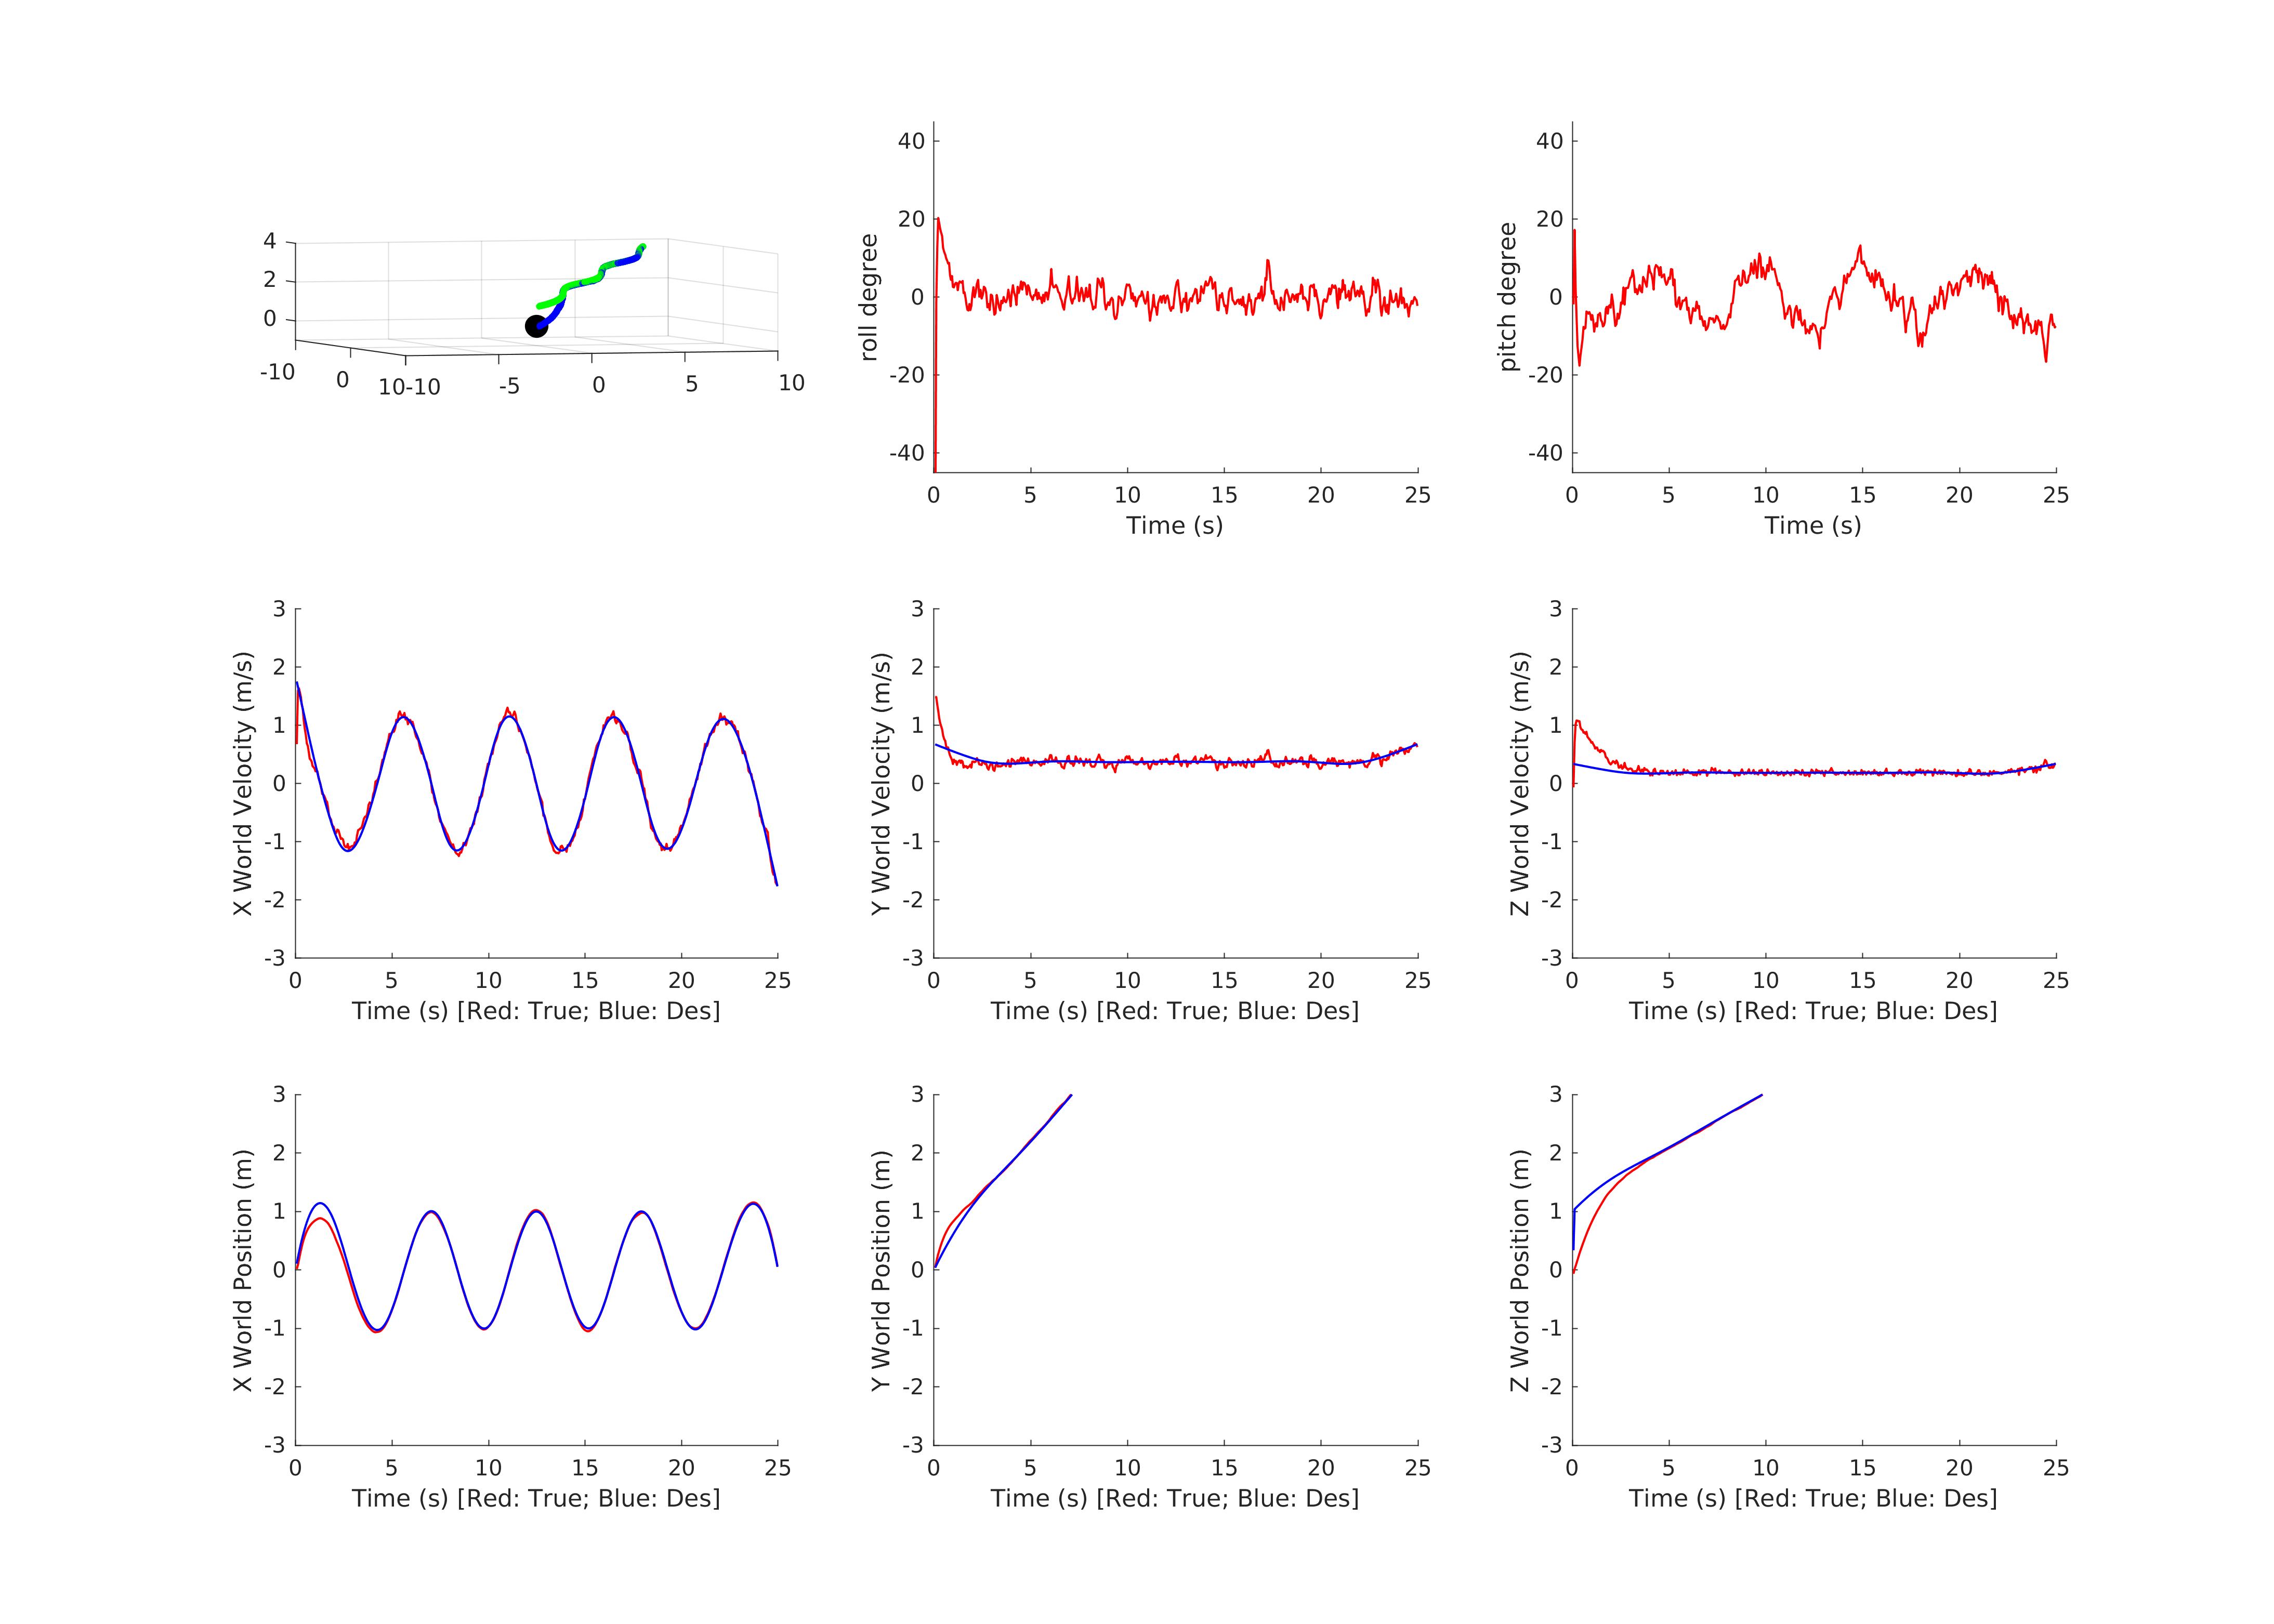 4
2
0
-10
0
10-10
-5
0
5
10
40
20
0
-20
-40
roll degree
0 5 10 15 20 25
Time (s)
40
20
0
-20
-40
pitch degree
0 5 10 15 20 25
Time (s)
3
2
1
0
-1
-2
-3
X World Velocity (m/s)
0 5 10 15 20 25
Time (s) [Red: True; Blue: Des]
3
2
1
0
-1
-2
-3
Y World Velocity (m/s)
0 5 10 15 20 25
Time (s) [Red: True; Blue: Des]
3
2
1
0
-1
-2
-3
Z World Velocity (m/s)
0 5 10 15 20 25
Time (s) [Red: True; Blue: Des]
3
2
1
0
-1
-2
-3
X World Position (m)
0 5 10 15 20 25
Time (s) [Red: True; Blue: Des]
3
2
1
0
-1
-2
-3
Y World Position (m)
0 5 10 15 20 25
Time (s) [Red: True; Blue: Des]
3
2
1
0
-1
-2
-3
Z World Position (m)
0 5 10 15 20 25
Time (s) [Red: True; Blue: Des]